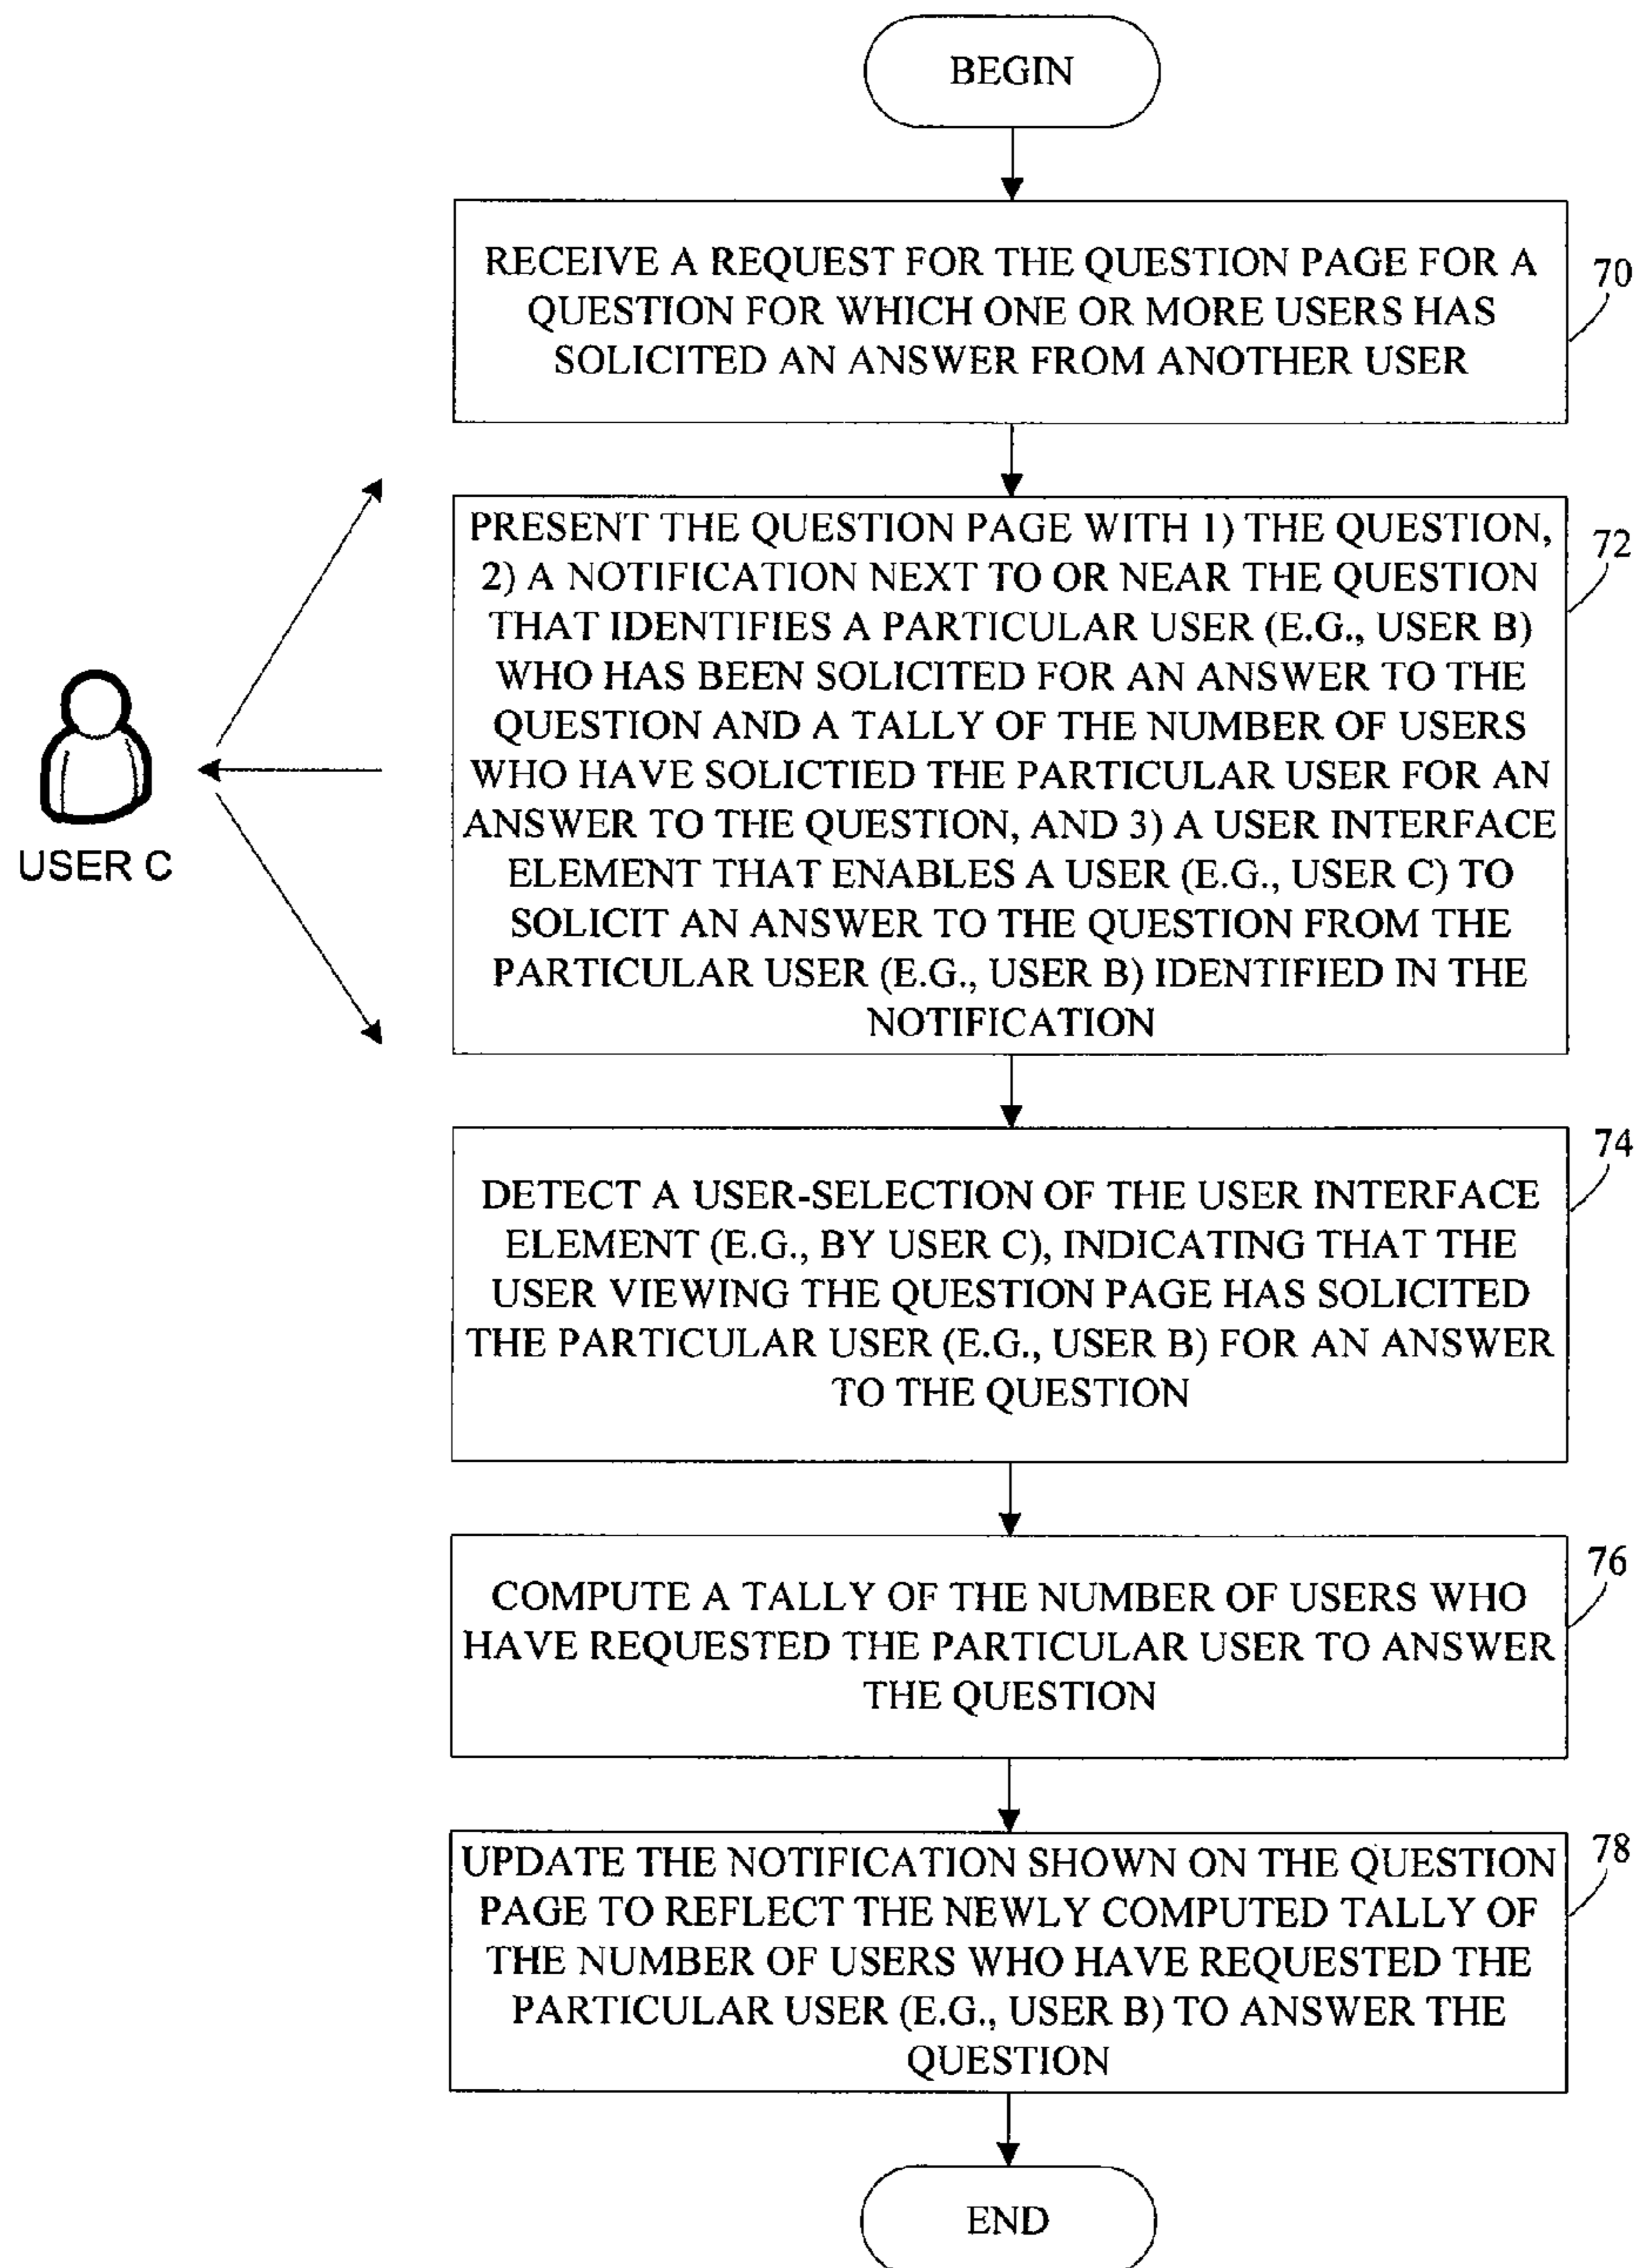 BEGIN
RECEIVE A REQUEST FOR THE QUESTION PAGE FOR A
QUESTION FOR WHICH ONE OR MORE USERS HAS
SOLICITED AN ANSWER FROM ANOTHER USER
70
PRESENT THE QUESTION PAGE WITH 1) THE QUESTION,
2) A NOTIFICATION NEXT TO OR NEAR THE QUESTION
THAT IDENTIFIES A PARTICULAR USER (E.G., USER B)
WHO HAS BEEN SOLICITED FOR AN ANSWER TO THE
QUESTION AND A TALLY OF THE NUMBER OF USERS
WHO HAVE SOLICTIED THE PARTICULAR USER FOR AN
ANSWER TO THE QUESTION, AND 3) A USER INTERFACE
ELEMENT THAT ENABLES A USER (E.G., USER C) TO
SOLICIT AN ANSWER TO THE QUESTION FROM THE
PARTICULAR USER (E.G., USER B) IDENTIFIED IN THE
NOTIFICATION
72
USER C
DETECT A USER-SELECTION OF THE USER INTERFACE
ELEMENT (E.G., BY USER C), INDICATING THAT THE
USER VIEWING THE QUESTION PAGE HAS SOLICITED
THE PARTICULAR USER (E.G., USER B) FOR AN ANSWER
TO THE QUESTION
74
COMPUTE A TALLY OF THE NUMBER OF USERS WHO
HAVE REQUESTED THE PARTICULAR USER TO ANSWER
THE QUESTION
76
UPDATE THE NOTIFICATION SHOWN ON THE QUESTION
PAGE TO REFLECT THE NEWLY COMPUTED TALLY OF
THE NUMBER OF USERS WHO HAVE REQUESTED THE
PARTICULAR USER (E.G., USER B) TO ANSWER THE
QUESTION
78
END